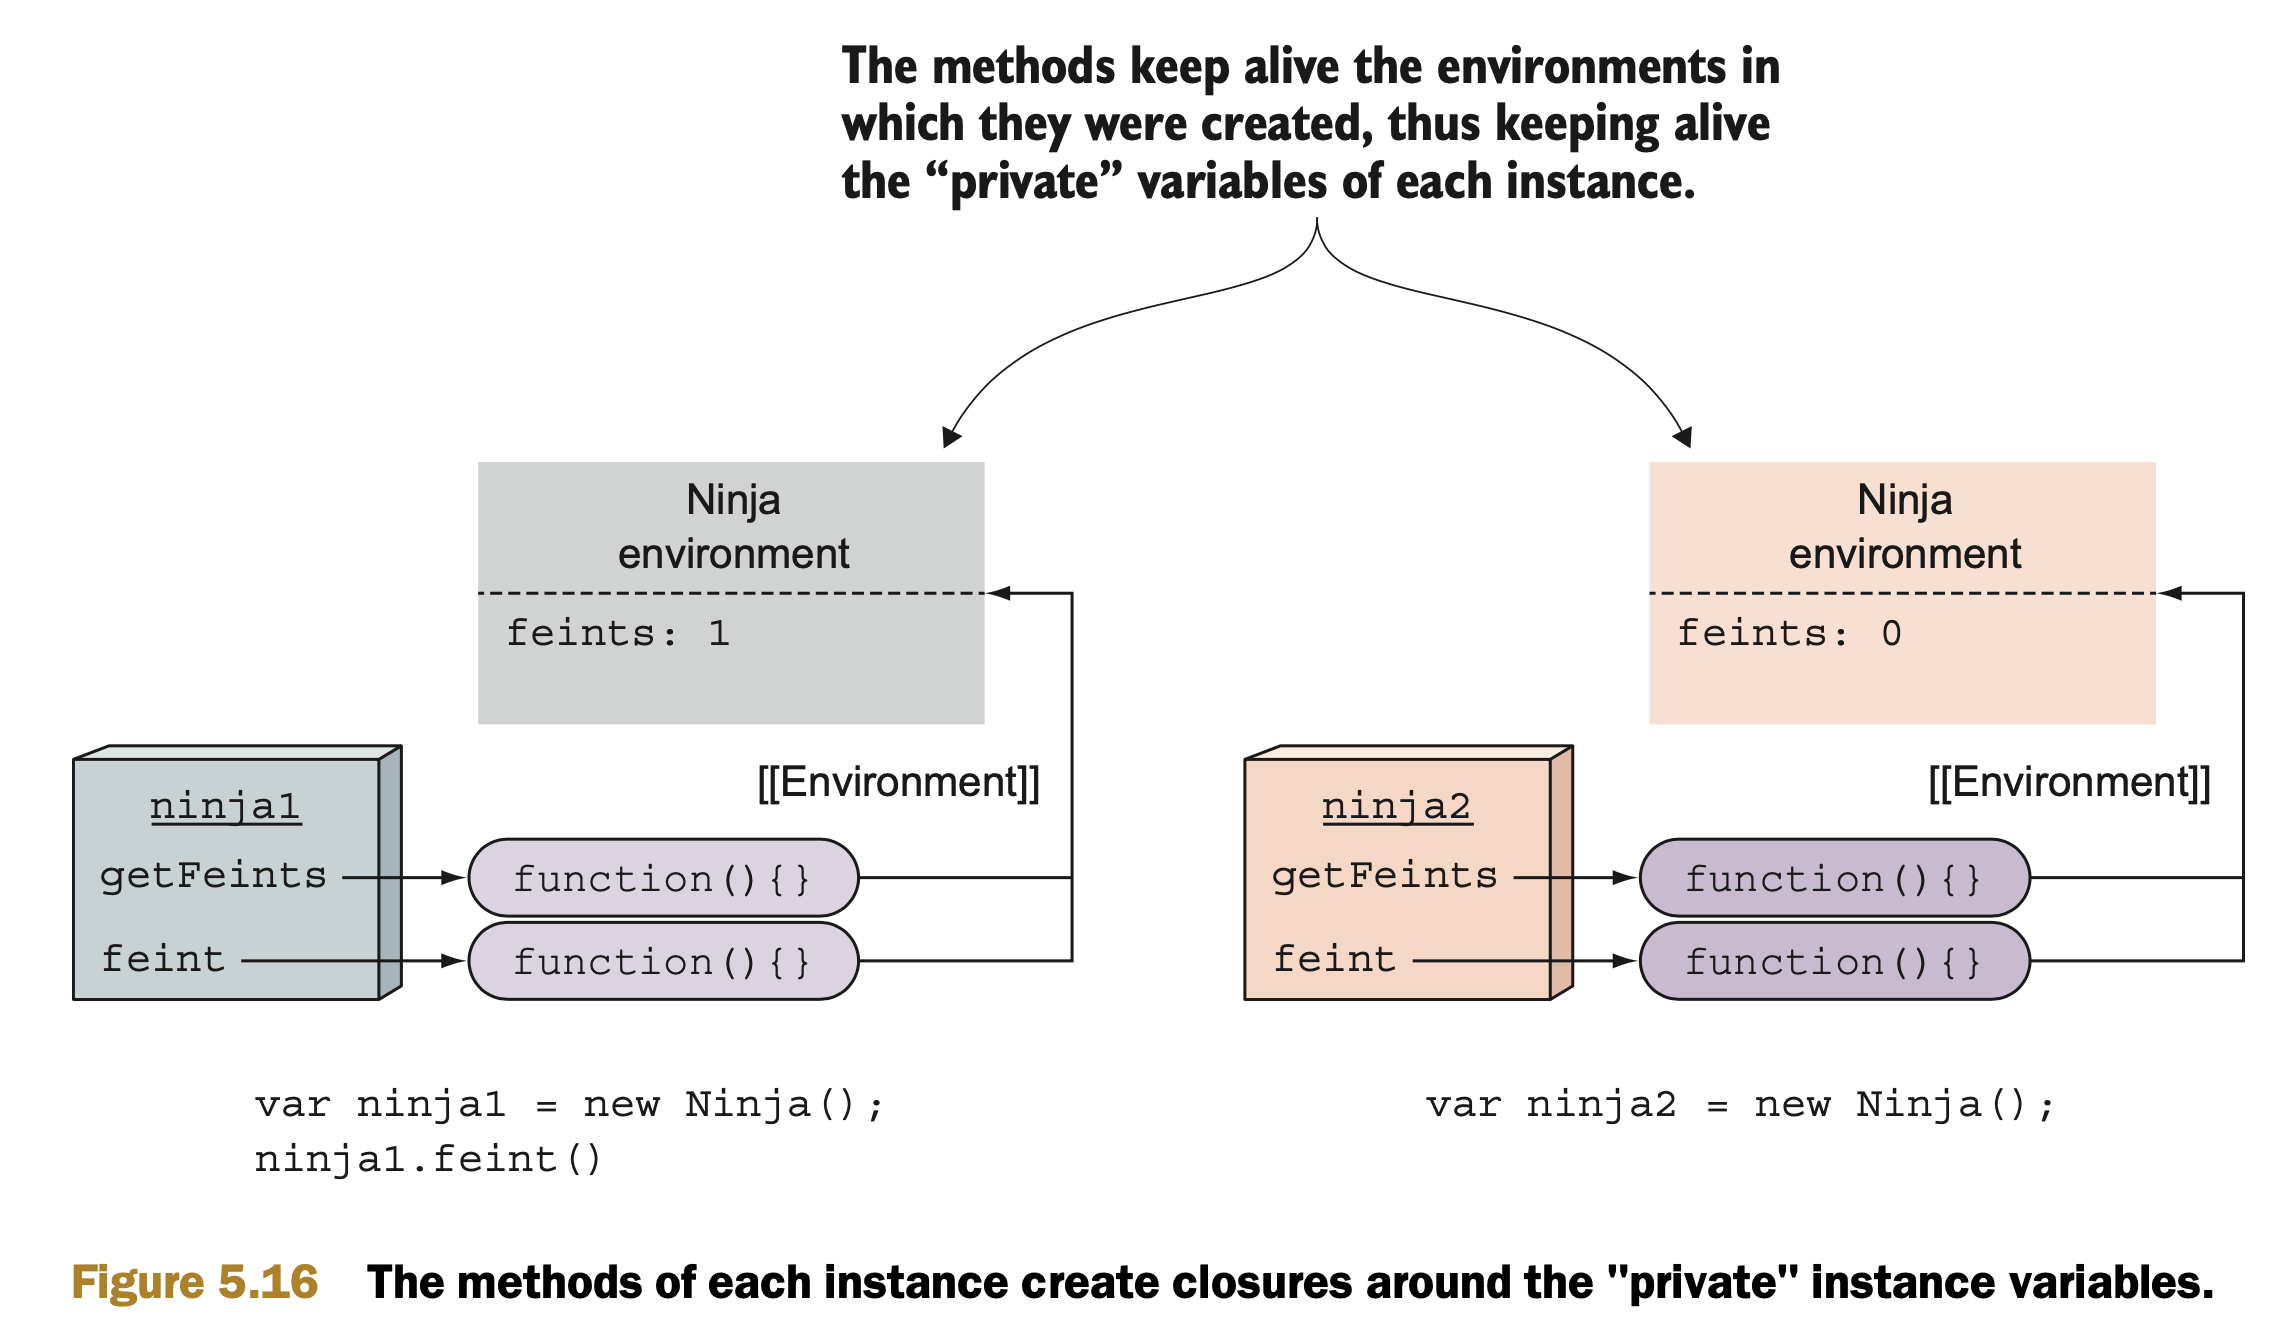 The methods keep alive the environments in
which they were created, thus keeping alive
the “private” variables of each instance.
Ninja
environment
feints: 1
[[Environment]]
ninja1
getFeints
function(){}
feint
function(){}
var ninja1 = new Ninja();
ninja1.feint()
Ninja
environment
feints: 0
[[Environment]]
ninja2
getFeints
function(){}
feint
function(){}
var ninja2 = new Ninja();
Figure 5.16 The methods of each instance create closures around the "private" instance variables.